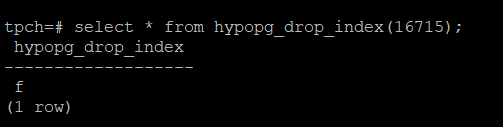 tpch=# select * from hypopg_drop_index(16715);
hypopg_drop_index
-------------------
f
(1 row)